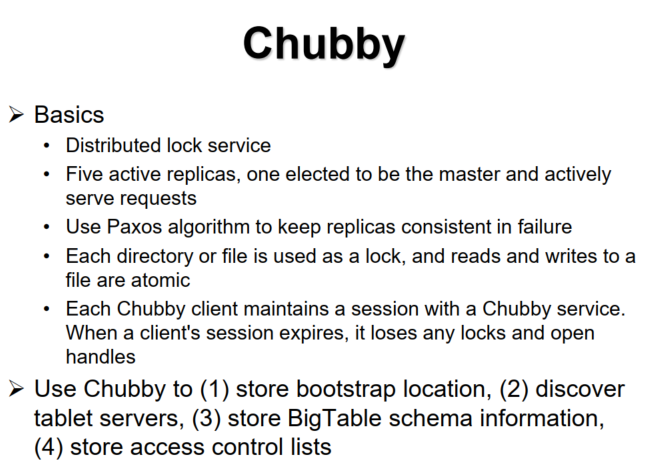 Chubby
➢ Basics
• Distributed lock service
• Five active replicas, one elected to be the master and actively
serve requests
• Use Paxos algorithm to keep replicas consistent in failure
• Each directory or file is used as a lock, and reads and writes to a
file are atomic
• Each Chubby client maintains a session with a Chubby service.
When a client's session expires, it loses any locks and open
handles
➢ Use Chubby to (1) store bootstrap location, (2) discover
tablet servers, (3) store BigTable schema information,
(4) store access control lists